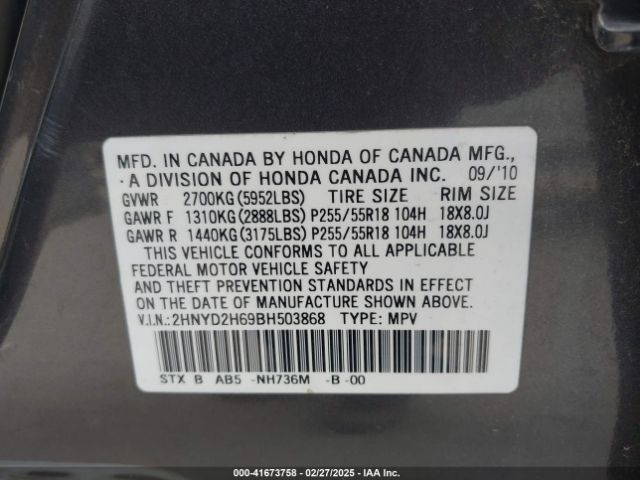 MFD. IN CANADA BY HONDA OF CANADA MFG.,
A DIVISION OF HONDA CANADA INC. 09/'10
GVWR 2700KG(5952LBS) TIRE SIZE RIM SIZE
GAWR F 1310KG(2888LBS) P255/55R18 104H 18X8.0J
GAWR R 1440KG(3175LBS) P255/55R18 104H 18X8.0J
THIS VEHICLE CONFORMS TO ALL APPLICABLE
FEDERAL MOTOR VEHICLE SAFETY
AND THEFT PREVENTION STANDARDS IN EFFECT ON
THE DATE OF MANUFACTURE SHOWN ABOVE.
V.I.N.:2HNYD2H69BH503868 TYPE: MPV
STX B AB5 -NH736M -B -00
000-41673758 - 02/27/2025 - IAA Inc.